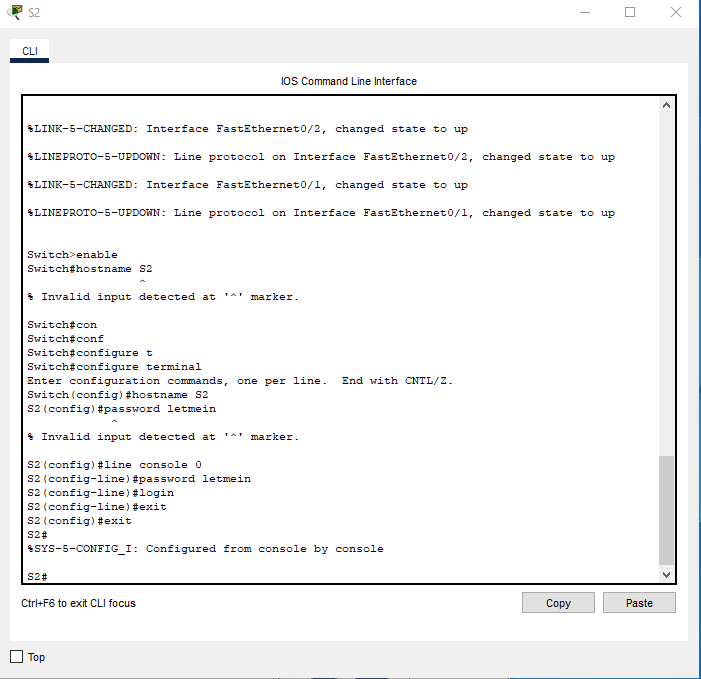 S2
CLI
IOS Command Line Interface
%LINK-5-CHANGED: Interface FastEthernet0/2, changed state to up
%LINEPROTO-5-UPDOWN: Line protocol on Interface FastEthernet0/2, changed state to up
%LINK-5-CHANGED: Interface FastEthernet0/1, changed state to up
%LINEPROTO-5-UPDOWN: Line protocol on Interface FastEthernet0/1, changed state to up
Switch>enable
Switch#hostname S2
^
% Invalid input detected at '^' marker.
Switch#con
Switch#conf
Switch#configure t
Switch#configure terminal
Enter configuration commands, one per line.  End with CNTL/Z.
Switch(config)#hostname S2
S2(config)#password letmein
^
% Invalid input detected at '^' marker.
S2(config)#line console 0
S2(config-line)#password letmein
S2(config-line)#login
S2(config-line)#exit
S2(config)#exit
S2#
%SYS-5-CONFIG_I: Configured from console by console
S2#
Ctrl+F6 to exit CLI focus
Copy
Paste
Top